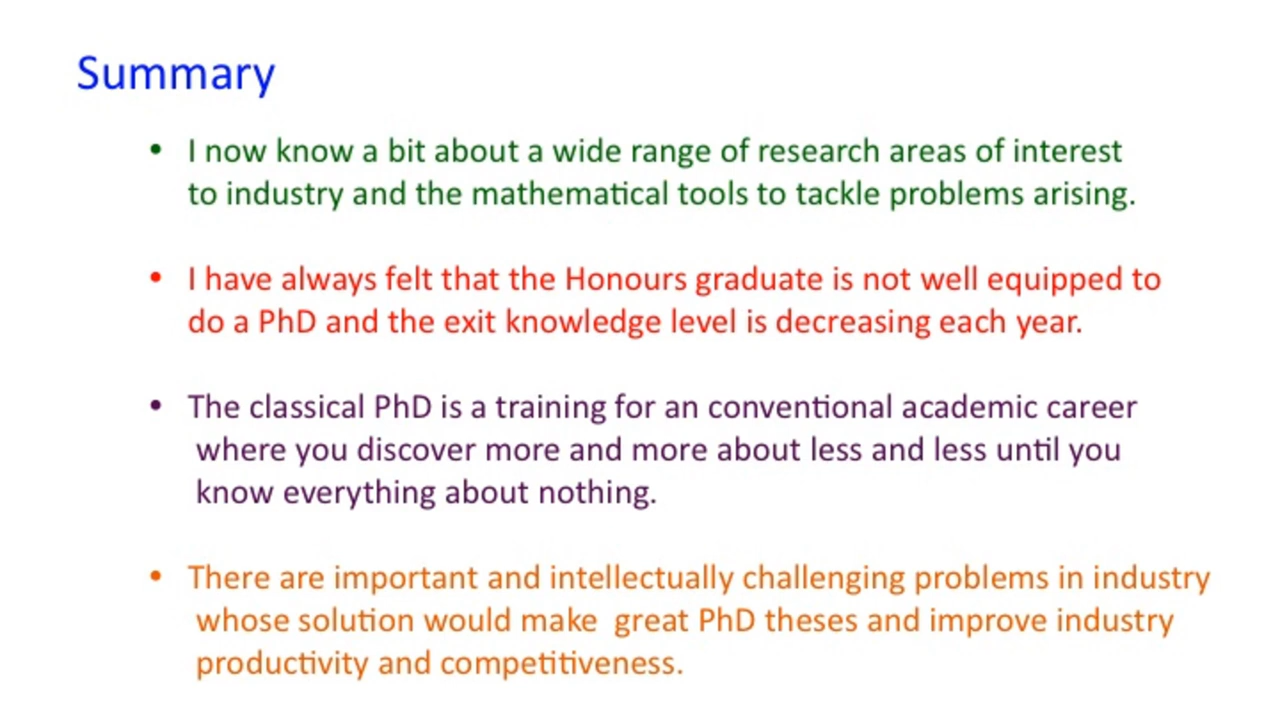 Summary
• I now know a bit about a wide range of research areas of interest
to industry and the mathematical tools to tackle problems arising.
• I have always felt that the Honours graduate is not well equipped to
do a PhD and the exit knowledge level is decreasing each year.
• The classical PhD is a training for an conventional academic career
where you discover more and more about less and less until you
know everything about nothing.
• There are important and intellectually challenging problems in industry
whose solution would make  great PhD theses and improve industry
productivity and competitiveness.